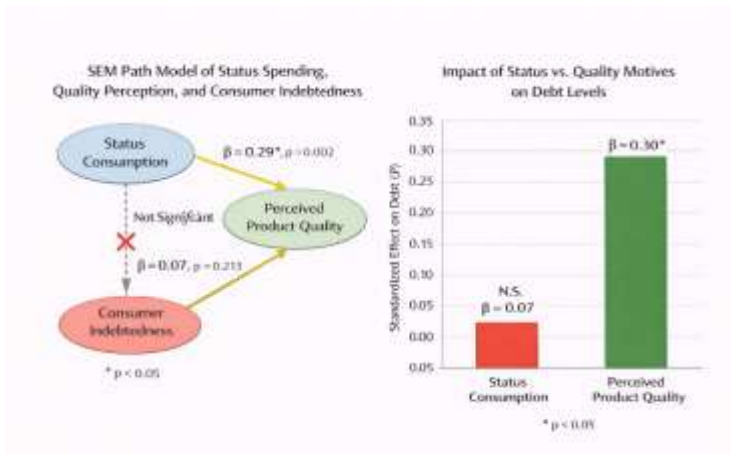 SEM Path Model of Status Spending,
Quality Perception, and Consumer Indebtedness
Status
Consumption
β = 0.29*, p = 0.002
Not Significant
Perceived
Product Quality
β = 0.07, p = 0.213
Consumer
Indebtedness
* p < 0.05
Impact of Status vs. Quality Motives
on Debt Levels
Standardized Effect on Debt (β)
0.35
0.30
0.25
0.20
0.15
0.10
0.05
0.00
0.05
β = 0.30*
N.S.
β = 0.07
Status
Consumption
Perceived
Product Quality
* p < 0.05